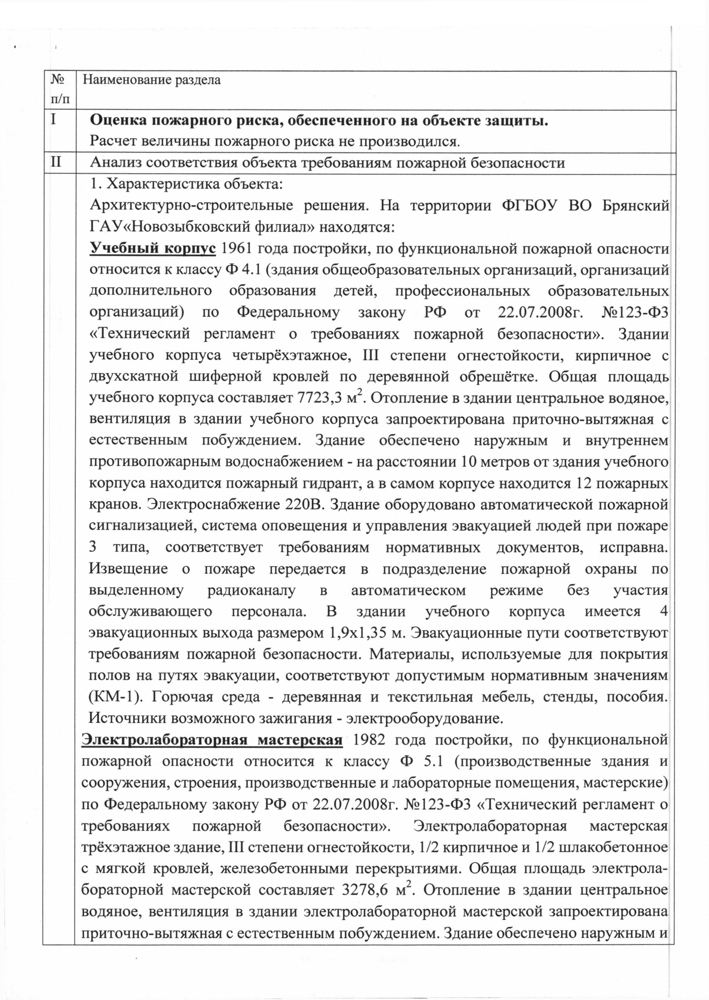 №
п/п
Наименование раздела
I
Оценка пожарного риска, обеспеченного на объекте защиты.
Расчет величины пожарного риска не производился.
II
Анализ соответствия объекта требованиям пожарной безопасности
1. Характеристика объекта:
Архитектурно-строительные решения. На территории ФГБОУ ВО Брянский
ГАУ«Новозыбковский филиал» находятся:
Учебный корпус 1961 года постройки, по функциональной пожарной опасности
относится к классу Ф 4.1 (здания общеобразовательных организаций, организаций
дополнительного образования детей, профессиональных образовательных
организаций) по Федеральному закону РФ от 22.07.2008г. №123-ФЗ
«Технический регламент о требованиях пожарной безопасности». Здании
учебного корпуса четырёхэтажное, III степени огнестойкости, кирпичное с
двухскатной шиферной кровлей по деревянной обрешётке. Общая площадь
учебного корпуса составляет 7723,3 м². Отопление в здании центральное водяное,
вентиляция в здании учебного корпуса запроектирована приточно-вытяжная с
естественным побуждением. Здание обеспечено наружным и внутреннем
противопожарным водоснабжением - на расстоянии 10 метров от здания учебного
корпуса находится пожарный гидрант, а в самом корпусе находится 12 пожарных
кранов. Электроснабжение 220В. Здание оборудовано автоматической пожарной
сигнализацией, система оповещения и управления эвакуацией людей при пожаре
3 типа, соответствует требованиям нормативных документов, исправна.
Извещение о пожаре передается в подразделение пожарной охраны по
выделенному радиоканалу в автоматическом режиме без участия
обслуживающего персонала. В здании учебного корпуса имеется 4
эвакуационных выхода размером 1,9х1,35 м. Эвакуационные пути соответствуют
требованиям пожарной безопасности. Материалы, используемые для покрытия
полов на путях эвакуации, соответствуют допустимым нормативным значениям
(КМ-1). Горючая среда - деревянная и текстильная мебель, стенды, пособия.
Источники возможного зажигания - электрооборудование.
Электролабораторная мастерская 1982 года постройки, по функциональной
пожарной опасности относится к классу Ф 5.1 (производственные здания и
сооружения, строения, производственные и лабораторные помещения, мастерские)
по Федеральному закону РФ от 22.07.2008г. №123-ФЗ «Технический регламент о
требованиях пожарной безопасности». Электролабораторная мастерская
трёхэтажное здание, III степени огнестойкости, 1/2 кирпичное и 1/2 шлакобетонное
с мягкой кровлей, железобетонными перекрытиями. Общая площадь электрола-
бораторной мастерской составляет 3278,6 м². Отопление в здании центральное
водяное, вентиляция в здании электролабораторной мастерской запроектирована
приточно-вытяжная с естественным побуждением. Здание обеспечено наружным и